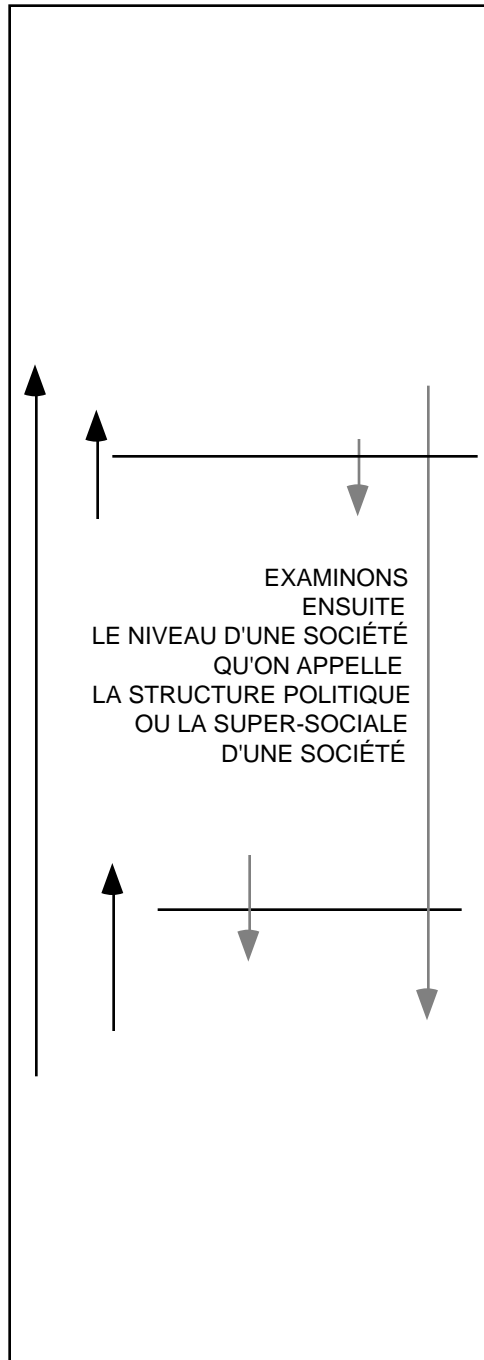 EXAMINONS
ENSUITE
LE NIVEAU D'UNE SOCIÉTÉ
QU'ON APPELLE
LA STRUCTURE POLITIQUE
OU LA SUPER-SOCIALE
D'UNE SOCIÉTÉ